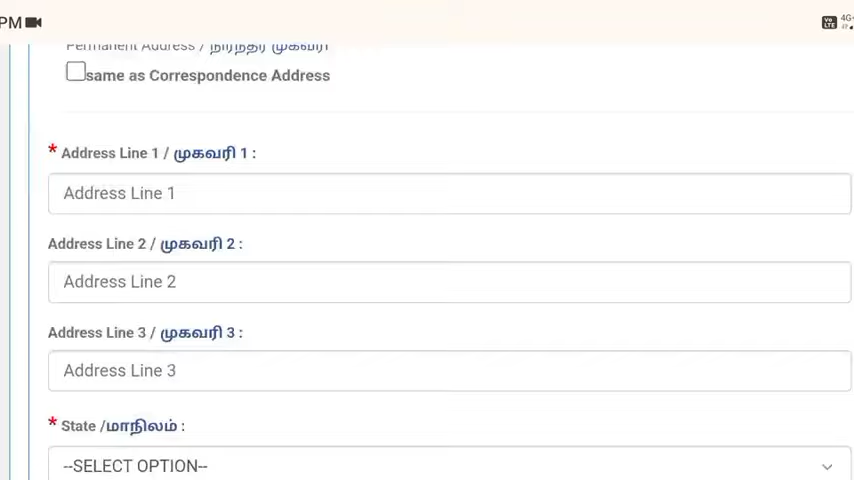 PM
Permanent Address / நிரந்தர முகவரி
same as Correspondence Address
* Address Line 1 / முகவரி 1 :
Address Line 1
Address Line 2 / முகவரி 2 :
Address Line 2
Address Line 3 / முகவரி 3 :
Address Line 3
* State /மாநிலம் :
--SELECT OPTION--